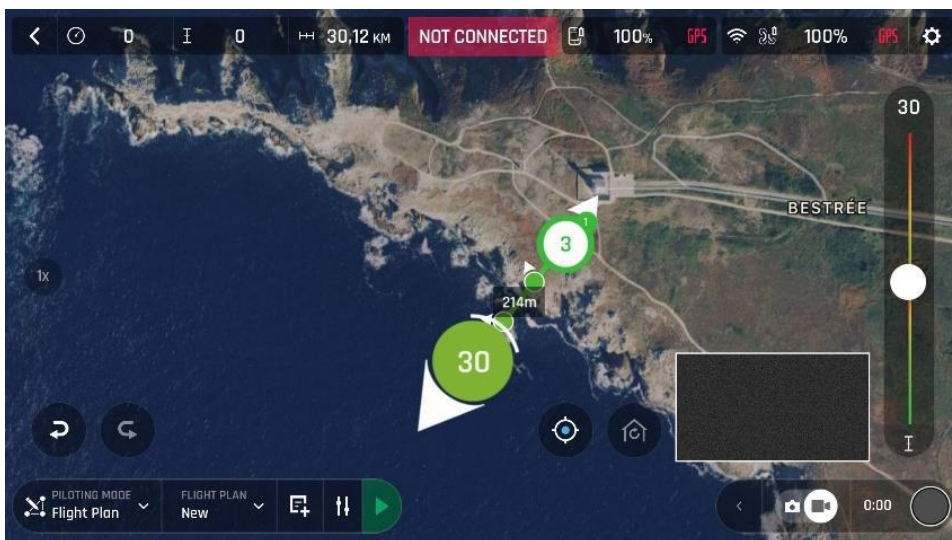 0
0
30,12 KM
NOT CONNECTED
100%
GPS
100%
GPS
30
BESTRÉE
1
3
1x
214m
30
PILOTING MODE
Flight Plan
FLIGHT PLAN
New
0:00